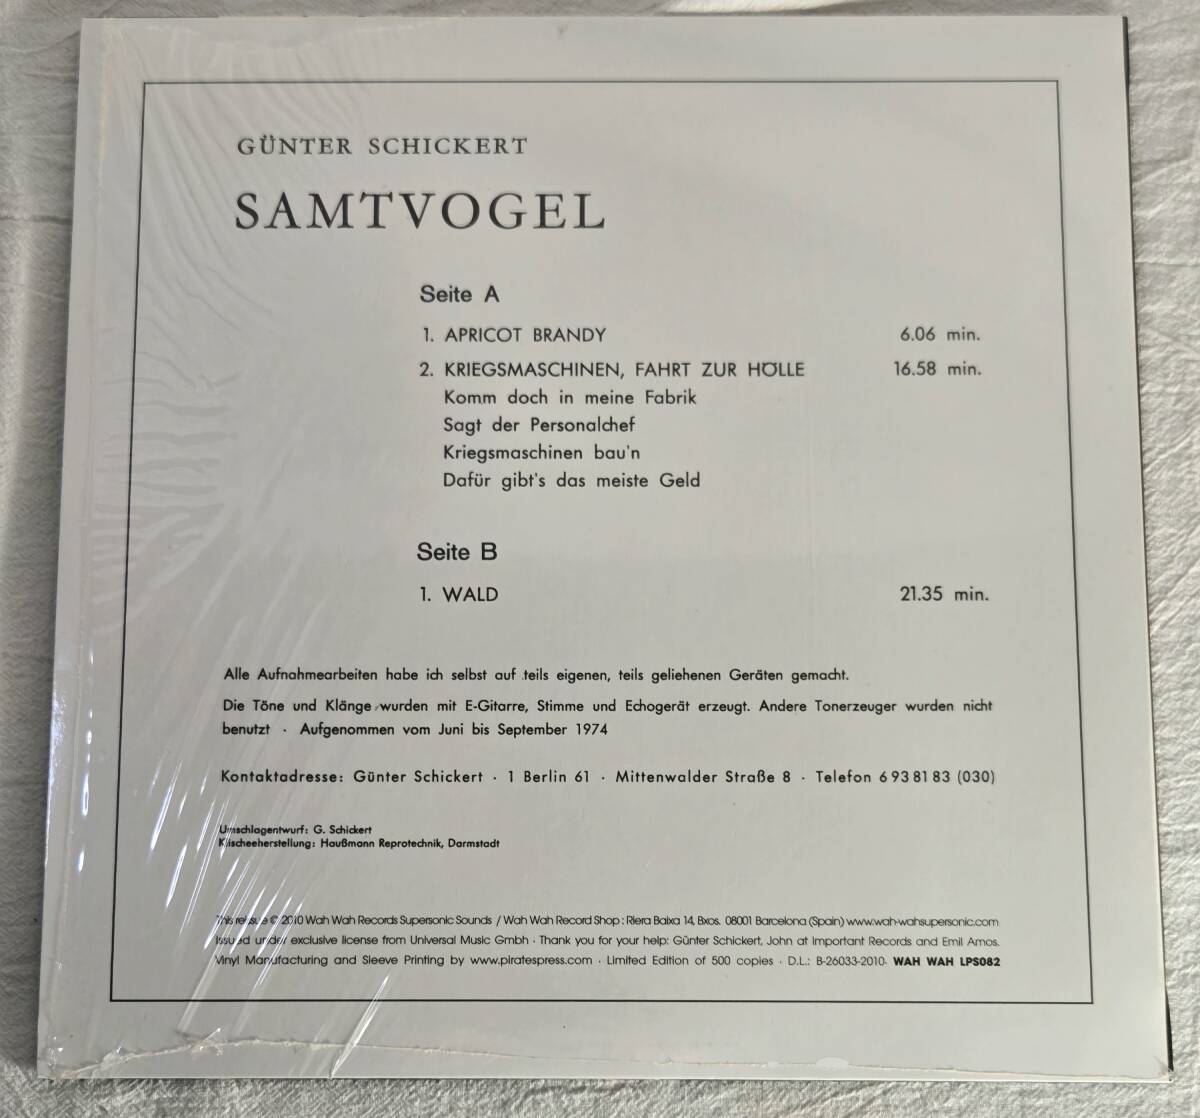 GÜNTER SCHICKERT
SAMTVOGEL
Seite A
1. APRICOT BRANDY 6.06 min.
2. KRIEGSMASCHINEN, FAHRT ZUR HÖLLE 16.58 min.
Komm doch in meine Fabrik
Sagt der Personalchef
Kriegsmaschinen bau'n
Dafür gibt's das meiste Geld
Seite B
1. WALD 21.35 min.
Alle Aufnahmearbeiten habe ich selbst auf teils eigenen, teils geliehenen Geräten gemacht.
Die Töne und Klänge wurden mit E-Gitarre, Stimme und Echogerät erzeugt. Andere Tonerzeuger wurden nicht
benutzt · Aufgenommen vom Juni bis September 1974
Kontaktadresse: Günter Schickert · 1 Berlin 61 · Mittenwalder Straße 8 · Telefon 6 93 81 83 (030)
Umschlagentwurf: G. Schickert
Klischeeherstellung: Haußmann Reprotechnik, Darmstadt
This reissue © 2010 Wah Wah Records Supersonic Sounds / Wah Wah Record Shop : Riera Baixa 14, Bxos. 08001 Barcelona (Spain) www.wah-wahsupersonic.com
Issued under exclusive license from Universal Music Gmbh · Thank you for your help: Günter Schickert, John at Important Records and Emil Amos.
Vinyl Manufacturing and Sleeve Printing by www.piratespress.com · Limited Edition of 500 copies · D.L.: B-26033-2010· WAH WAH LPS082